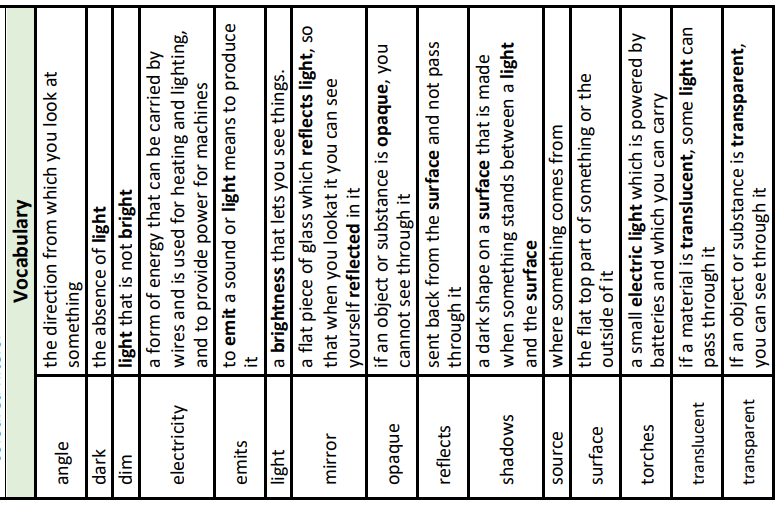 Vocabulary
angle
the direction from which you look at
something
dark
the absence of light
dim
light that is not bright
electricity
a form of energy that can be carried by
wires and is used for heating and lighting,
and to provide power for machines
emits
to emit a sound or light means to produce
it
light
a brightness that lets you see things.
mirror
a flat piece of glass which reflects light, so
that when you lookat it you can see
yourself reflected in it
opaque
if an object or substance is opaque, you
cannot see through it
reflects
sent back from the surface and not pass
through it
shadows
a dark shape on a surface that is made
when something stands between a light
and the surface
source
where something comes from
surface
the flat top part of something or the
outside of it
torches
a small electric light which is powered by
batteries and which you can carry
translucent
if a material is translucent, some light can
pass through it
transparent
If an object or substance is transparent,
you can see through it